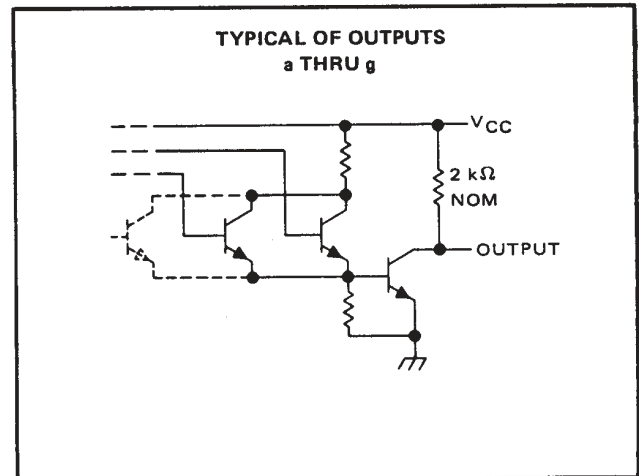 TYPICAL OF OUTPUTS
a THRU g
VCC
2 kΩ
NOM
OUTPUT